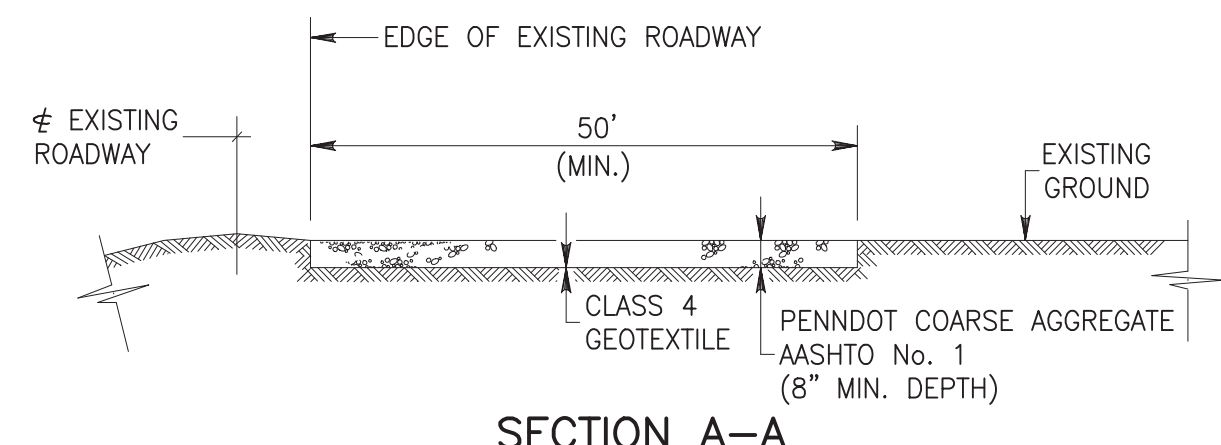 EDGE OF EXISTING ROADWAY
℄ EXISTING
ROADWAY
50'
(MIN.)
EXISTING
GROUND
CLASS 4
GEOTEXTILE
PENNDOT COARSE AGGREGATE
AASHTO No. 1
(8" MIN. DEPTH)
SECTION A–A